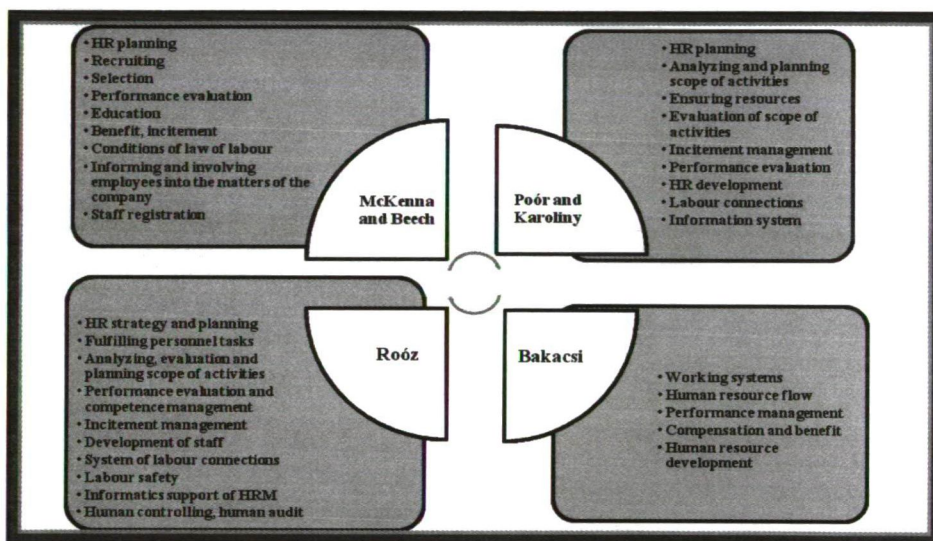 • HR planning
• Recruiting
• Selection
• Performance evaluation
• Education
• Benefit, incitement
• Conditions of law of labour
• Informing and involving
employees into the matters of the
company
• Staff registration
McKenna
and Beech
• HR planning
• Analyzing and planning
scope of activities
• Ensuring resources
• Evaluation of scope of
activities
• Incitement management
• Performance evaluation
• HR development
• Labour connections
• Information system
Poór and
Karoliny
• HR strategy and planning
• Fulfilling personnel tasks
• Analyzing, evaluation and
planning scope of activities
• Performance evaluation and
competence management
• Incitement management
• Development of staff
• System of labour connections
• Labour safety
• Informatics support of HRM
• Human controlling, human audit
Roóz
Bakacsi
• Working systems
• Human resource flow
• Performance management
• Compensation and benefit
• Human resource
development